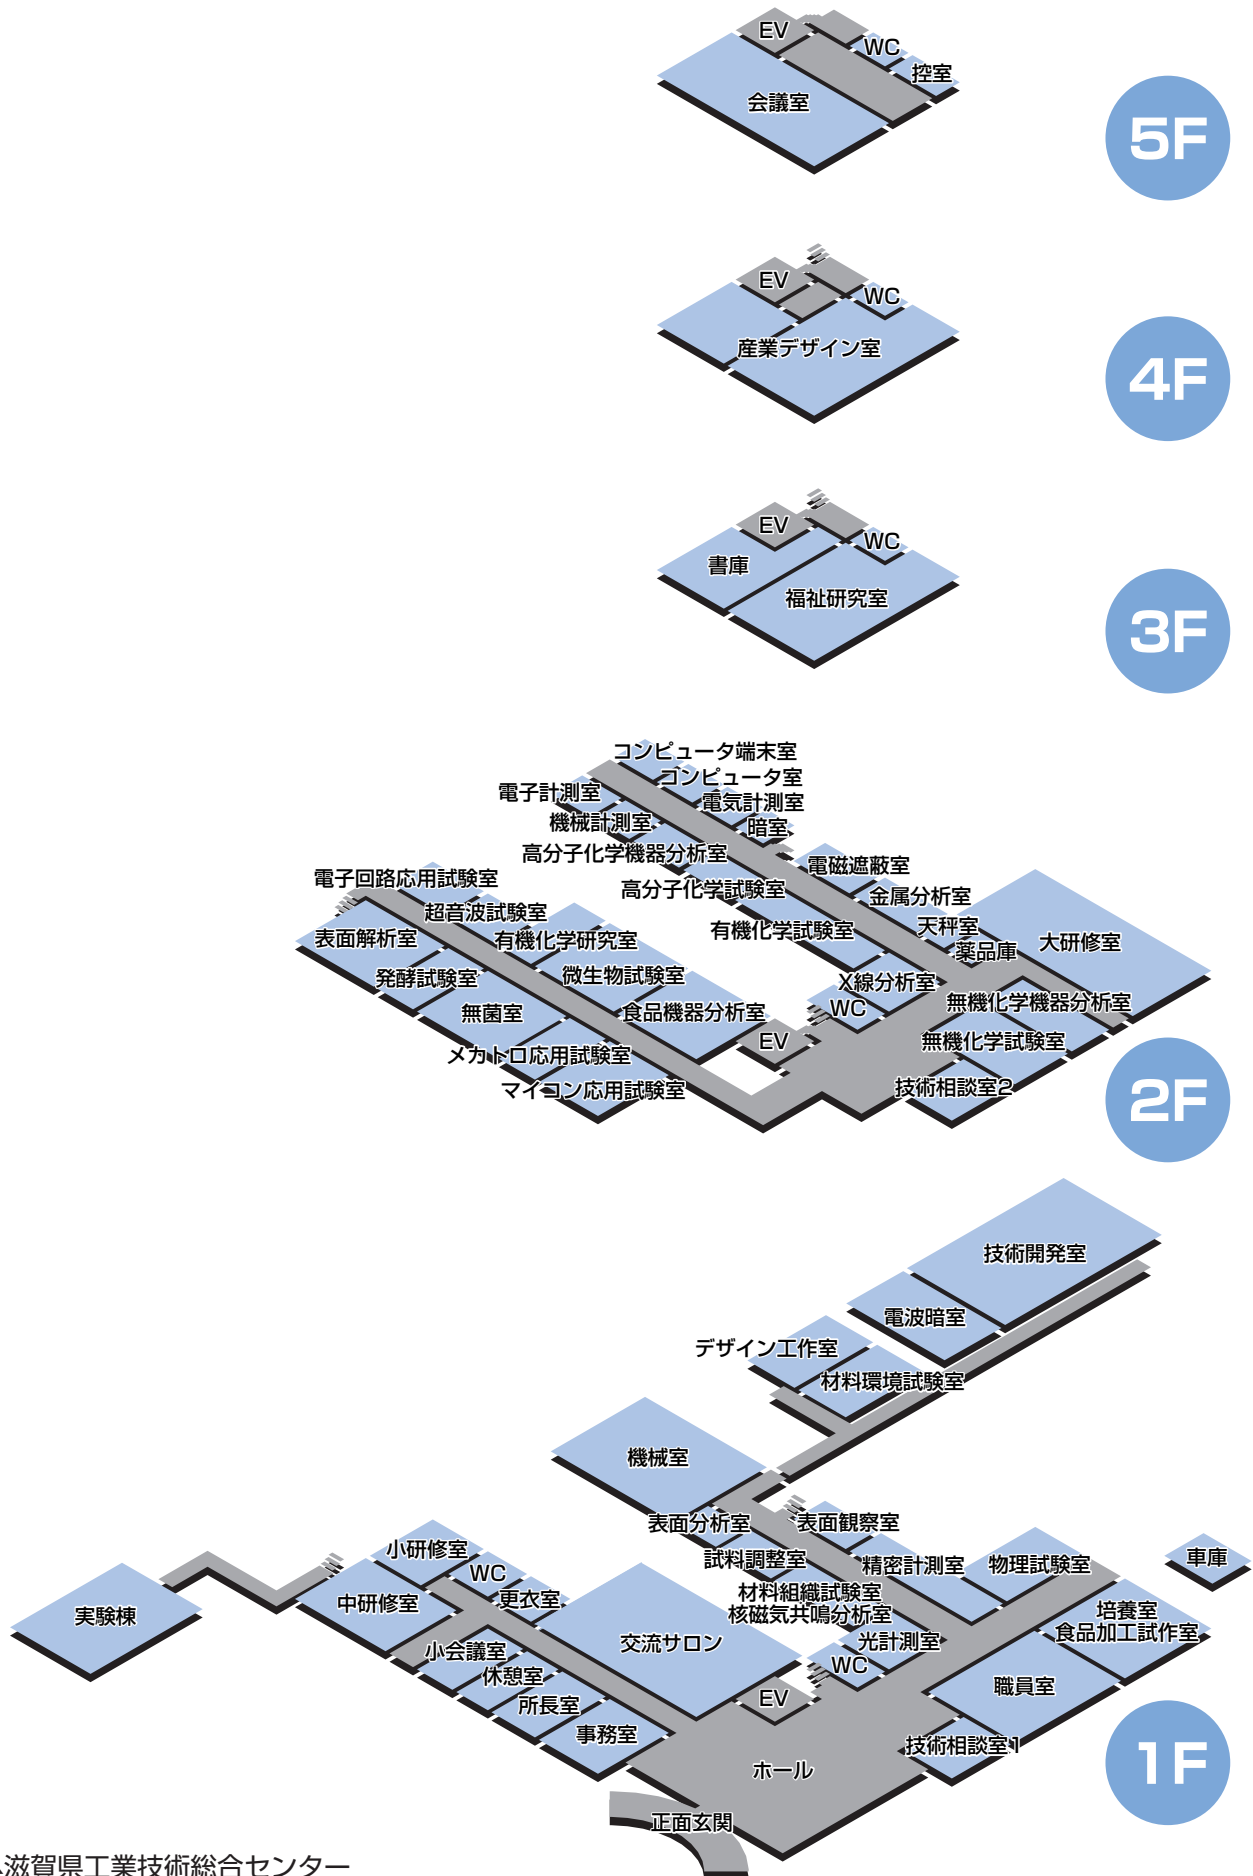 EV
WC
控室
会議室
5F
EV
WC
産業デザイン室
4F
EV
WC
書庫
福祉研究室
3F
コンピュータ端末室
コンピュータ室
電子計測室
電気計測室
機械計測室
暗室
高分子化学機器分析室
電磁遮蔽室
電子回路応用試験室
高分子化学試験室
金属分析室
超音波試験室
天秤室
有機化学試験室
表面解析室
有機化学研究室
薬品庫
大研修室
発酵試験室
微生物試験室
X線分析室
無菌室
食品機器分析室
WC
無機化学機器分析室
EV
無機化学試験室
メカトロ応用試験室
マイコン応用試験室
技術相談室2
2F
技術開発室
電波暗室
デザイン工作室
材料環境試験室
機械室
表面分析室
表面観察室
小研修室
試料調整室
精密計測室
物理試験室
車庫
WC
更衣室
材料組織試験室
中研修室
核磁気共鳴分析室
培養室
実験棟
食品加工試作室
交流サロン
光計測室
小会議室
WC
休憩室
職員室
所長室
EV
事務室
技術相談室1
ホール
1F
正面玄関
滋賀県工業技術総合センター